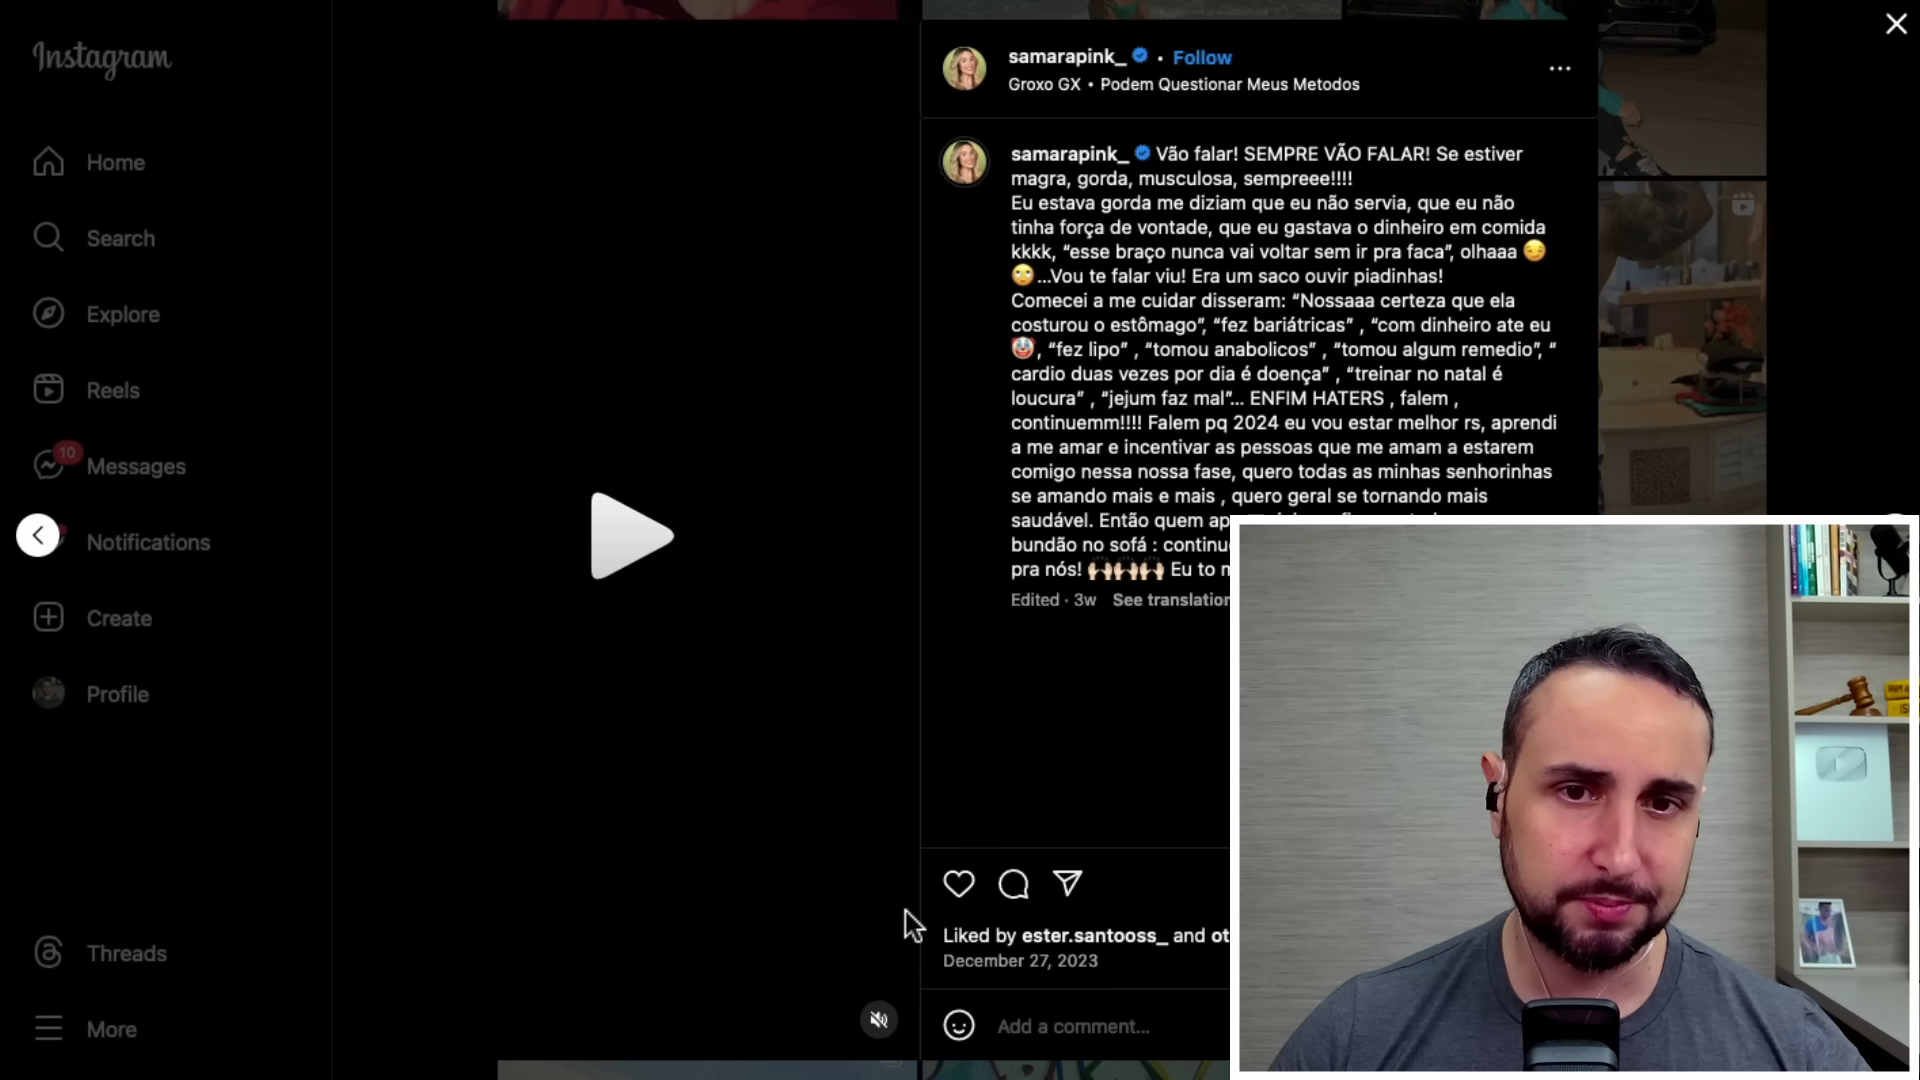 Instagram
Home
Search
Explore
Reels
10
Messages
Notifications
Create
Profile
Threads
More
samarapink_ • Follow
Groxo GX • Podem Questionar Meus Metodos
samarapink_ Vão falar! SEMPRE VÃO FALAR! Se estiver
magra, gorda, musculosa, sempreee!!!!
Eu estava gorda me diziam que eu não servia, que eu não
tinha força de vontade, que eu gastava o dinheiro em comida
kkkk, “esse braço nunca vai voltar sem ir pra faca”, olhaaa 😏
🙄...Vou te falar viu! Era um saco ouvir piadinhas!
Comecei a me cuidar disseram: “Nossaaa certeza que ela
costurou o estômago”, “fez bariátricas” , “com dinheiro ate eu
🤡, “fez lipo” , “tomou anabolicos” , “tomou algum remedio”, “
cardio duas vezes por dia é doença” , “treinar no natal é
loucura” , “jejum faz mal”... ENFIM HATERS , falem ,
continuemm!!!! Falem pq 2024 eu vou estar melhor rs, aprendi
a me amar e incentivar as pessoas que me amam a estarem
comigo nessa nossa fase, quero todas as minhas senhorinhas
se amando mais e mais , quero geral se tornando mais
saudável. Então quem ap
bundão no sofá : continu
pra nós! 🙌🏻🙌🏻🙌🏻 Eu to
Edited · 3w See translation
Liked by ester.santooss_ and ot
December 27, 2023
Add a comment...